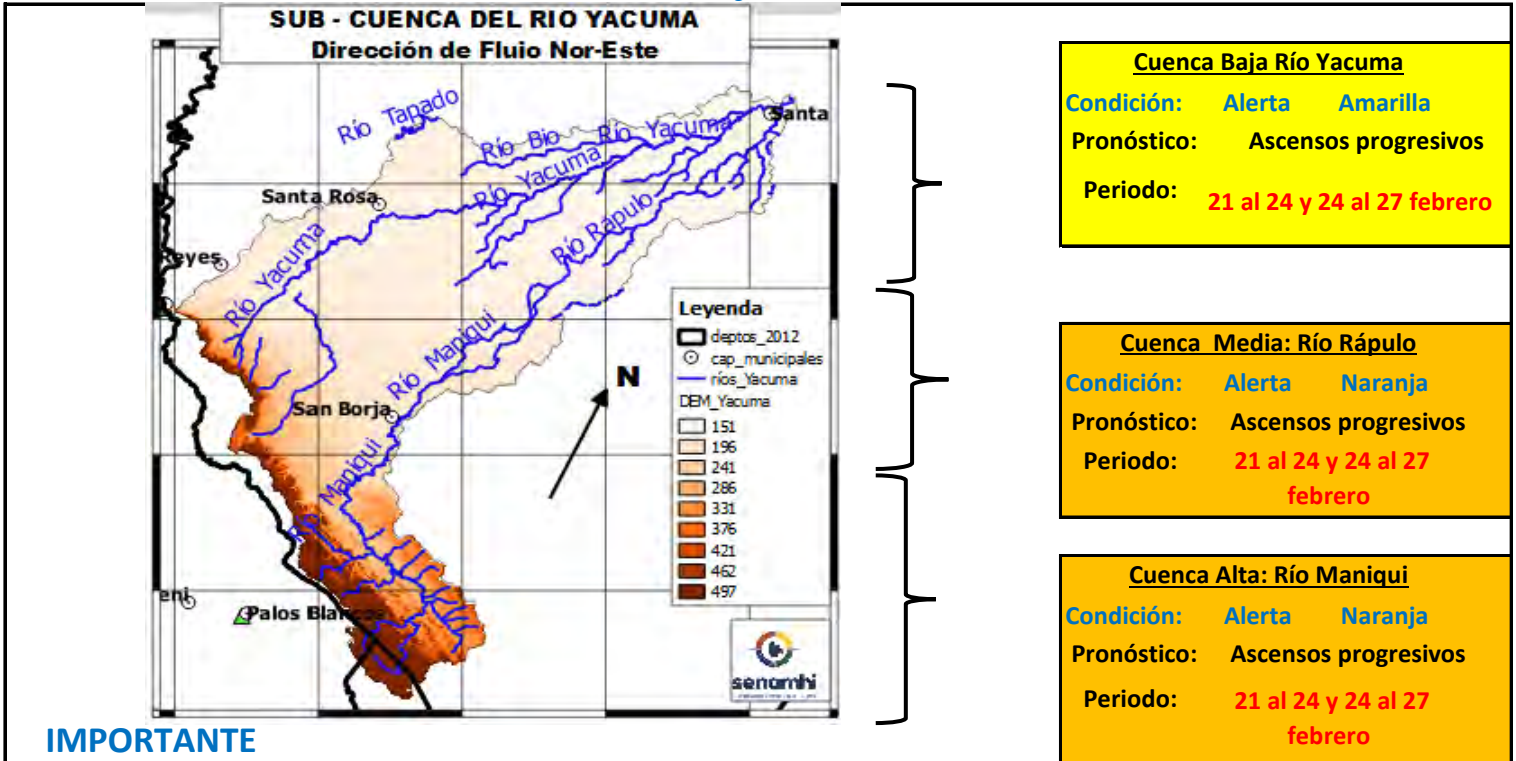 SUB - CUENCA DEL RIO YACUMA
Dirección de Flujo Nor-Este
Río Tapado
Río Bio
Río Yacuma
Santa
Río Yacuma
Santa Rosa
Río Rápulo
Reyes
Río Yacuma
Río Maniqui
San Borja
Río Maniqui
eni
Palos Blancos
N
Leyenda
deptos_2012
cap_municipales
ríos_Yacuma
DEM_Yacuma
151
196
241
286
331
376
421
462
497
senamhi
Cuenca Baja Río Yacuma
Condición: Alerta Amarilla
Pronóstico: Ascensos progresivos
Periodo: 21 al 24 y 24 al 27 febrero
Cuenca Media: Río Rápulo
Condición: Alerta Naranja
Pronóstico: Ascensos progresivos
Periodo: 21 al 24 y 24 al 27
febrero
Cuenca Alta: Río Maniqui
Condición: Alerta Naranja
Pronóstico: Ascensos progresivos
Periodo: 21 al 24 y 24 al 27
febrero
IMPORTANTE